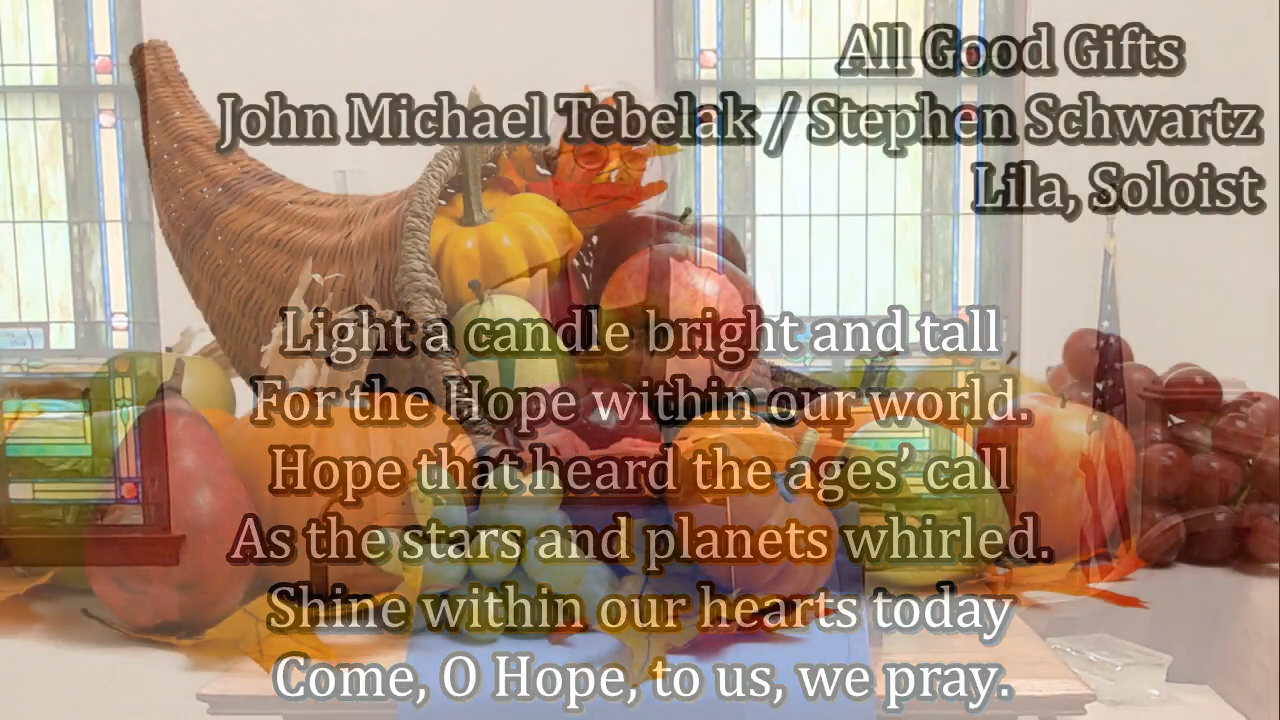 All Good Gifts
John Michael Tebelak / Stephen Schwartz
Lila, Soloist
Light a candle bright and tall
For the Hope within our world.
Hope that heard the ages’ call
As the stars and planets whirled.
Shine within our hearts today
Come, O Hope, to us, we pray.